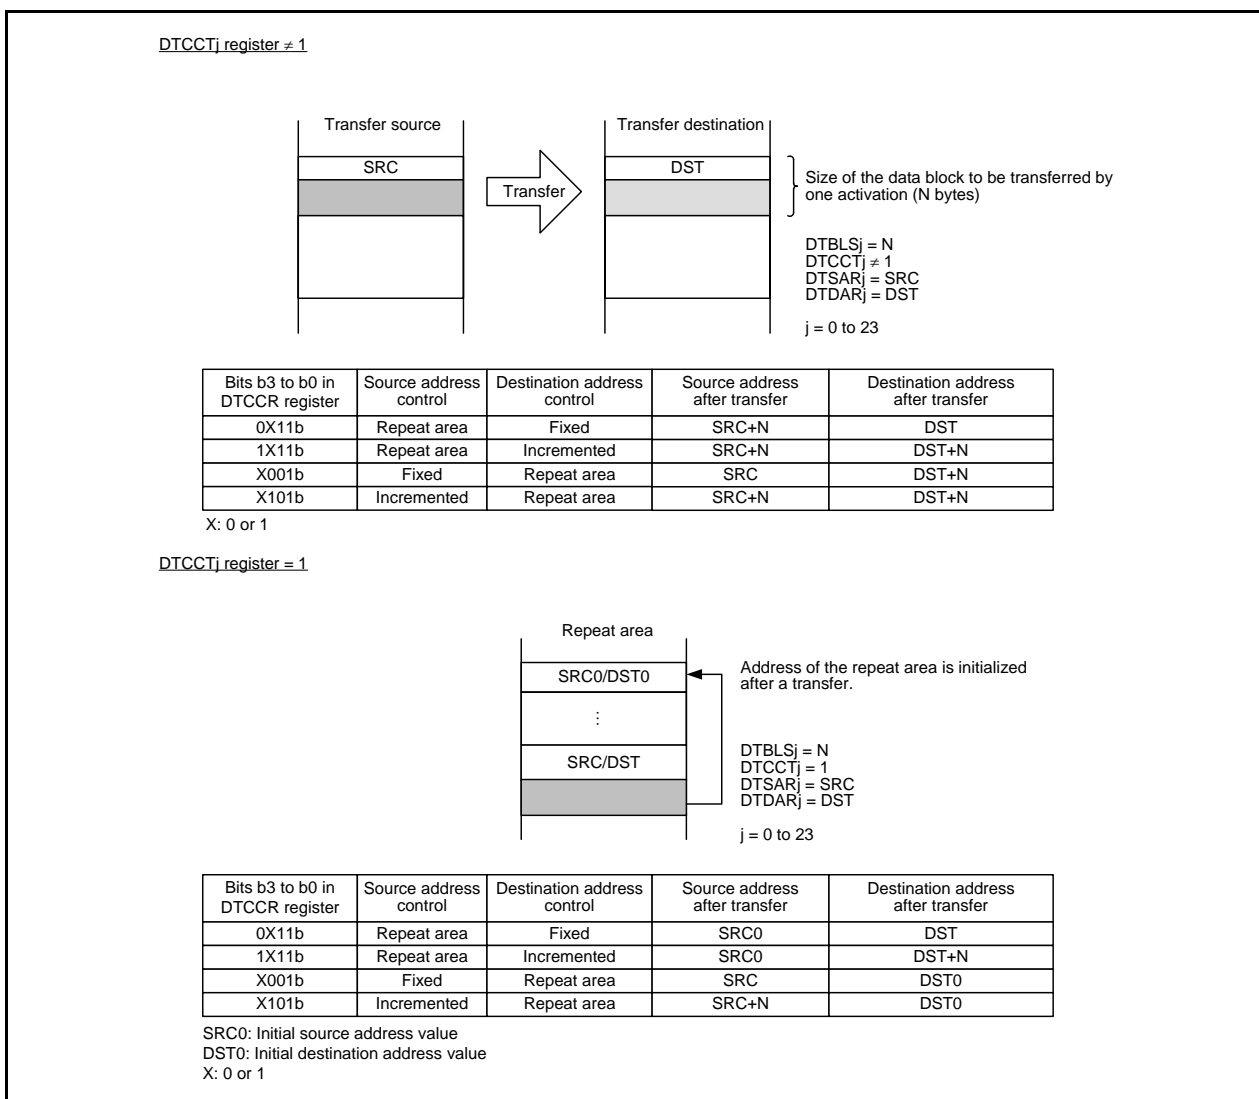 DTCCTj register ≠ 1
Transfer source
Transfer destination
SRC
DST
Transfer
Size of the data block to be transferred by
one activation (N bytes)
DTBLSj = N
DTCCTj ≠ 1
DTSARj = SRC
DTDARj = DST
j = 0 to 23
Bits b3 to b0 in DTCCR register | Source address control | Destination address control | Source address after transfer | Destination address after transfer
0X11b | Repeat area | Fixed | SRC+N | DST
1X11b | Repeat area | Incremented | SRC+N | DST+N
X001b | Fixed | Repeat area | SRC | DST+N
X101b | Incremented | Repeat area | SRC+N | DST+N
X: 0 or 1
DTCCTj register = 1
Repeat area
SRC0/DST0
⋮
SRC/DST
Address of the repeat area is initialized
after a transfer.
DTBLSj = N
DTCCTj = 1
DTSARj = SRC
DTDARj = DST
j = 0 to 23
Bits b3 to b0 in DTCCR register | Source address control | Destination address control | Source address after transfer | Destination address after transfer
0X11b | Repeat area | Fixed | SRC0 | DST
1X11b | Repeat area | Incremented | SRC0 | DST+N
X001b | Fixed | Repeat area | SRC | DST0
X101b | Incremented | Repeat area | SRC+N | DST0
SRC0: Initial source address value
DST0: Initial destination address value
X: 0 or 1